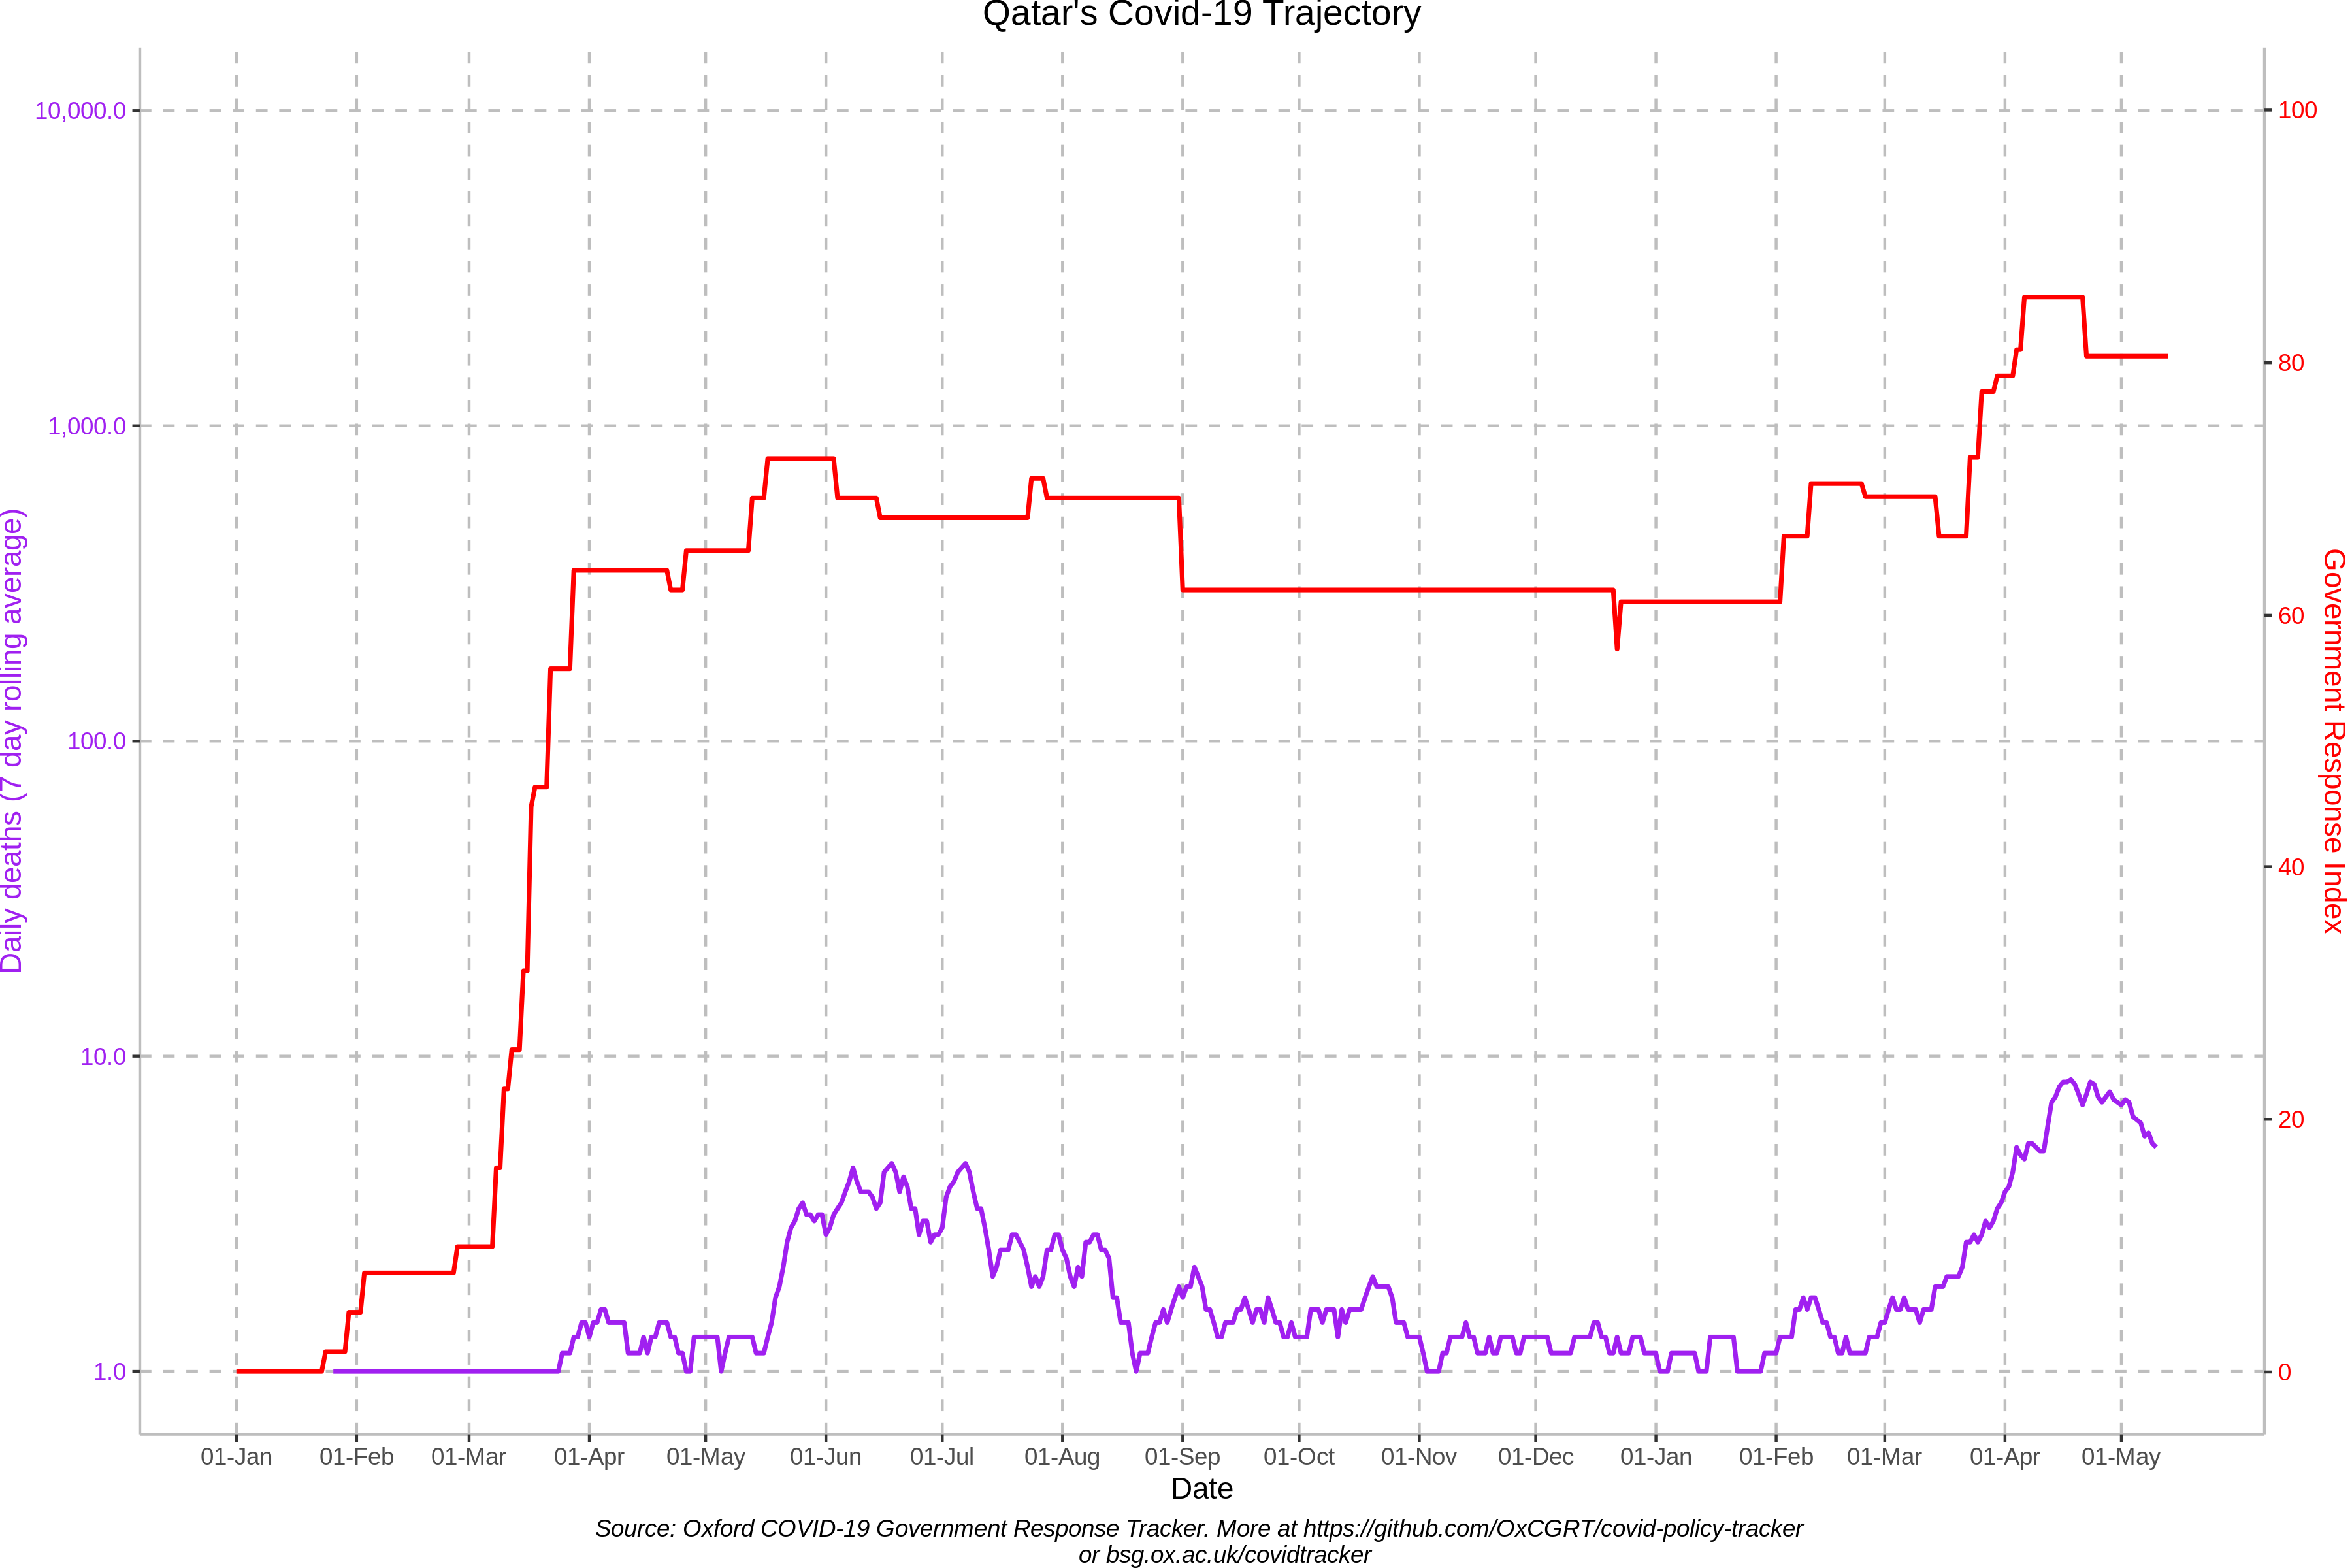 Qatar's Covid-19 Trajectory
10,000.0
1,000.0
100.0
10.0
1.0
Daily deaths (7 day rolling average)
100
80
60
40
20
0
Government Response Index
01-Jan 01-Feb 01-Mar 01-Apr 01-May 01-Jun 01-Jul 01-Aug 01-Sep 01-Oct 01-Nov 01-Dec 01-Jan 01-Feb 01-Mar 01-Apr 01-May
Date
Source: Oxford COVID-19 Government Response Tracker. More at https://github.com/OxCGRT/covid-policy-tracker
or bsg.ox.ac.uk/covidtracker